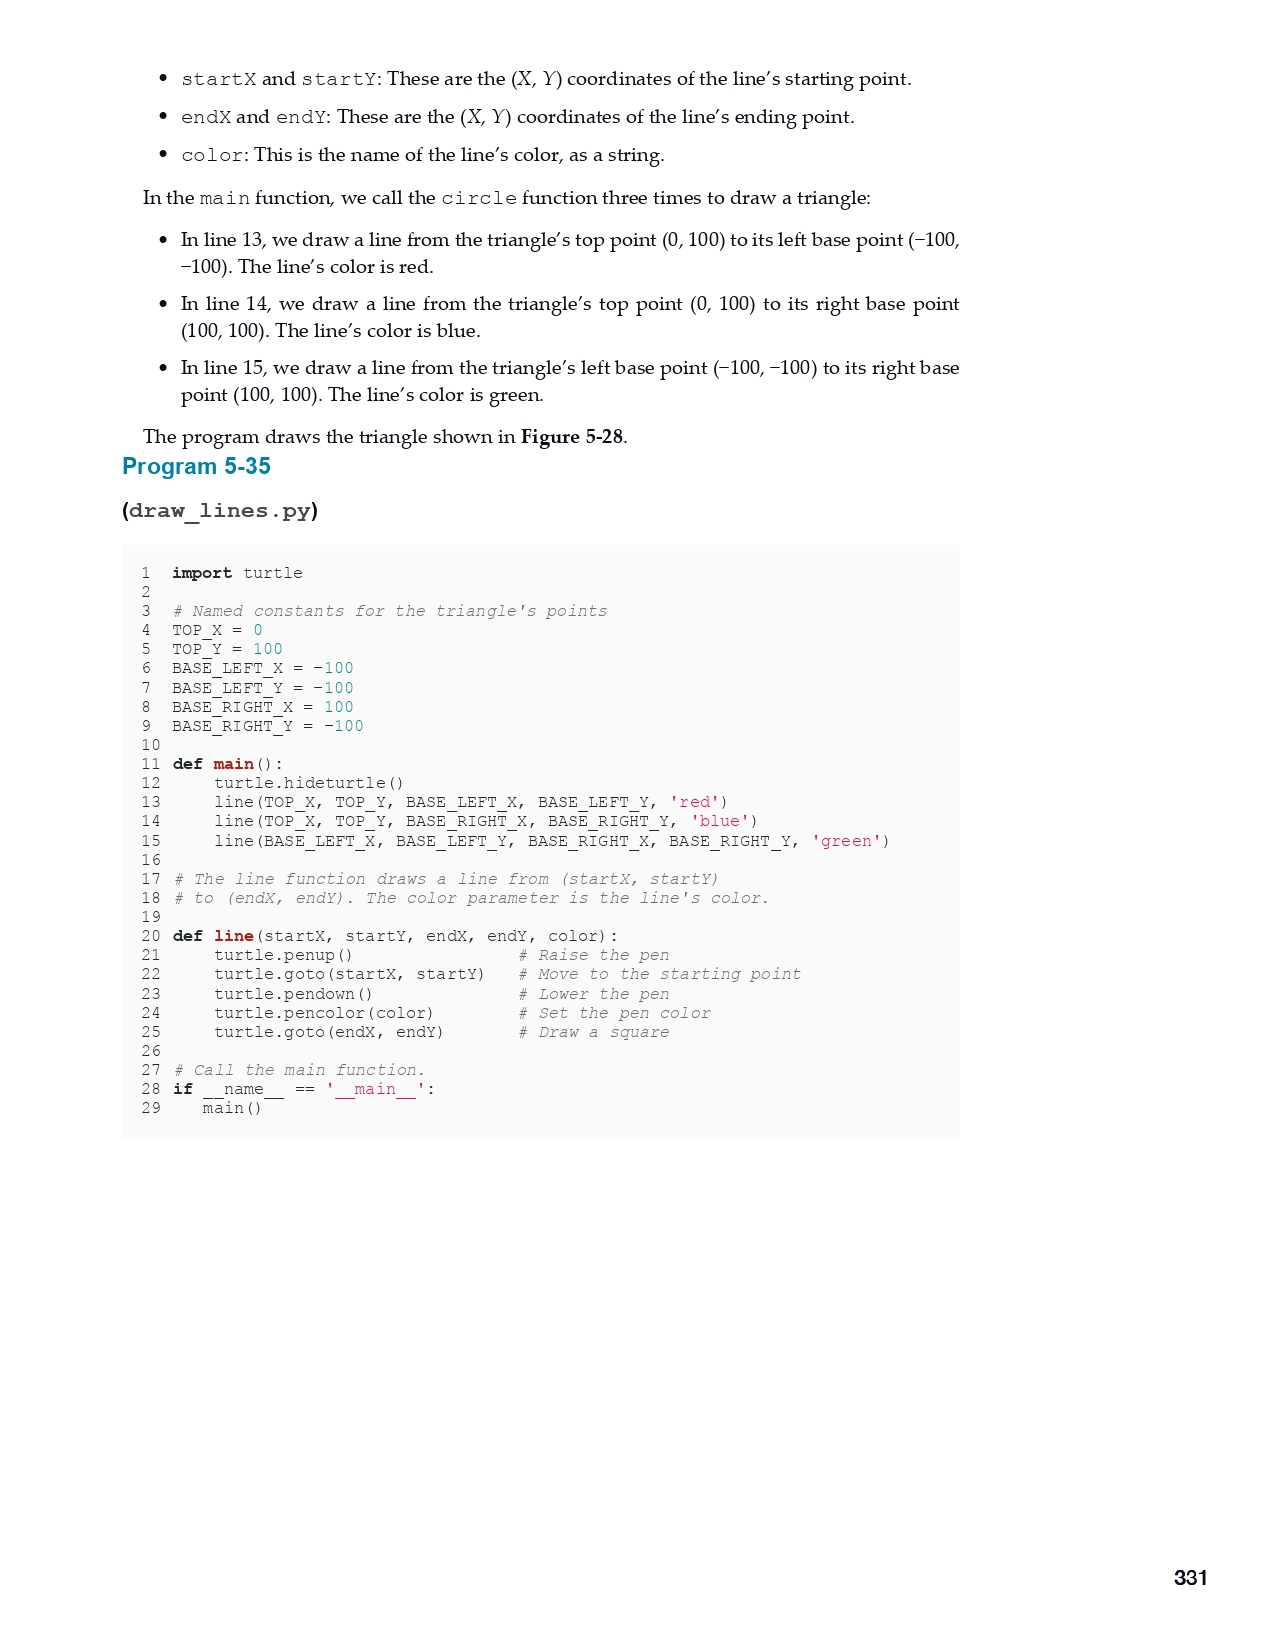 • startX and startY: These are the (X, Y) coordinates of the line’s starting point.
• endX and endY: These are the (X, Y) coordinates of the line’s ending point.
• color: This is the name of the line’s color, as a string.
In the main function, we call the circle function three times to draw a triangle:
• In line 13, we draw a line from the triangle’s top point (0, 100) to its left base point (−100,
−100). The line’s color is red.
• In line 14, we draw a line from the triangle’s top point (0, 100) to its right base point
(100, 100). The line’s color is blue.
• In line 15, we draw a line from the triangle’s left base point (−100, −100) to its right base
point (100, 100). The line’s color is green.
The program draws the triangle shown in Figure 5-28.
Program 5-35
(draw_lines.py)
1 import turtle
2
3 # Named constants for the triangle's points
4 TOP_X = 0
5 TOP_Y = 100
6 BASE_LEFT_X = −100
7 BASE_LEFT_Y = −100
8 BASE_RIGHT_X = 100
9 BASE_RIGHT_Y = −100
10
11 def main():
12     turtle.hideturtle()
13     line(TOP_X, TOP_Y, BASE_LEFT_X, BASE_LEFT_Y, 'red')
14     line(TOP_X, TOP_Y, BASE_RIGHT_X, BASE_RIGHT_Y, 'blue')
15     line(BASE_LEFT_X, BASE_LEFT_Y, BASE_RIGHT_X, BASE_RIGHT_Y, 'green')
16
17 # The line function draws a line from (startX, startY)
18 # to (endX, endY). The color parameter is the line's color.
19
20 def line(startX, startY, endX, endY, color):
21     turtle.penup()                # Raise the pen
22     turtle.goto(startX, startY)   # Move to the starting point
23     turtle.pendown()              # Lower the pen
24     turtle.pencolor(color)        # Set the pen color
25     turtle.goto(endX, endY)       # Draw a square
26
27 # Call the main function.
28 if __name__ == '__main__':
29    main()
331